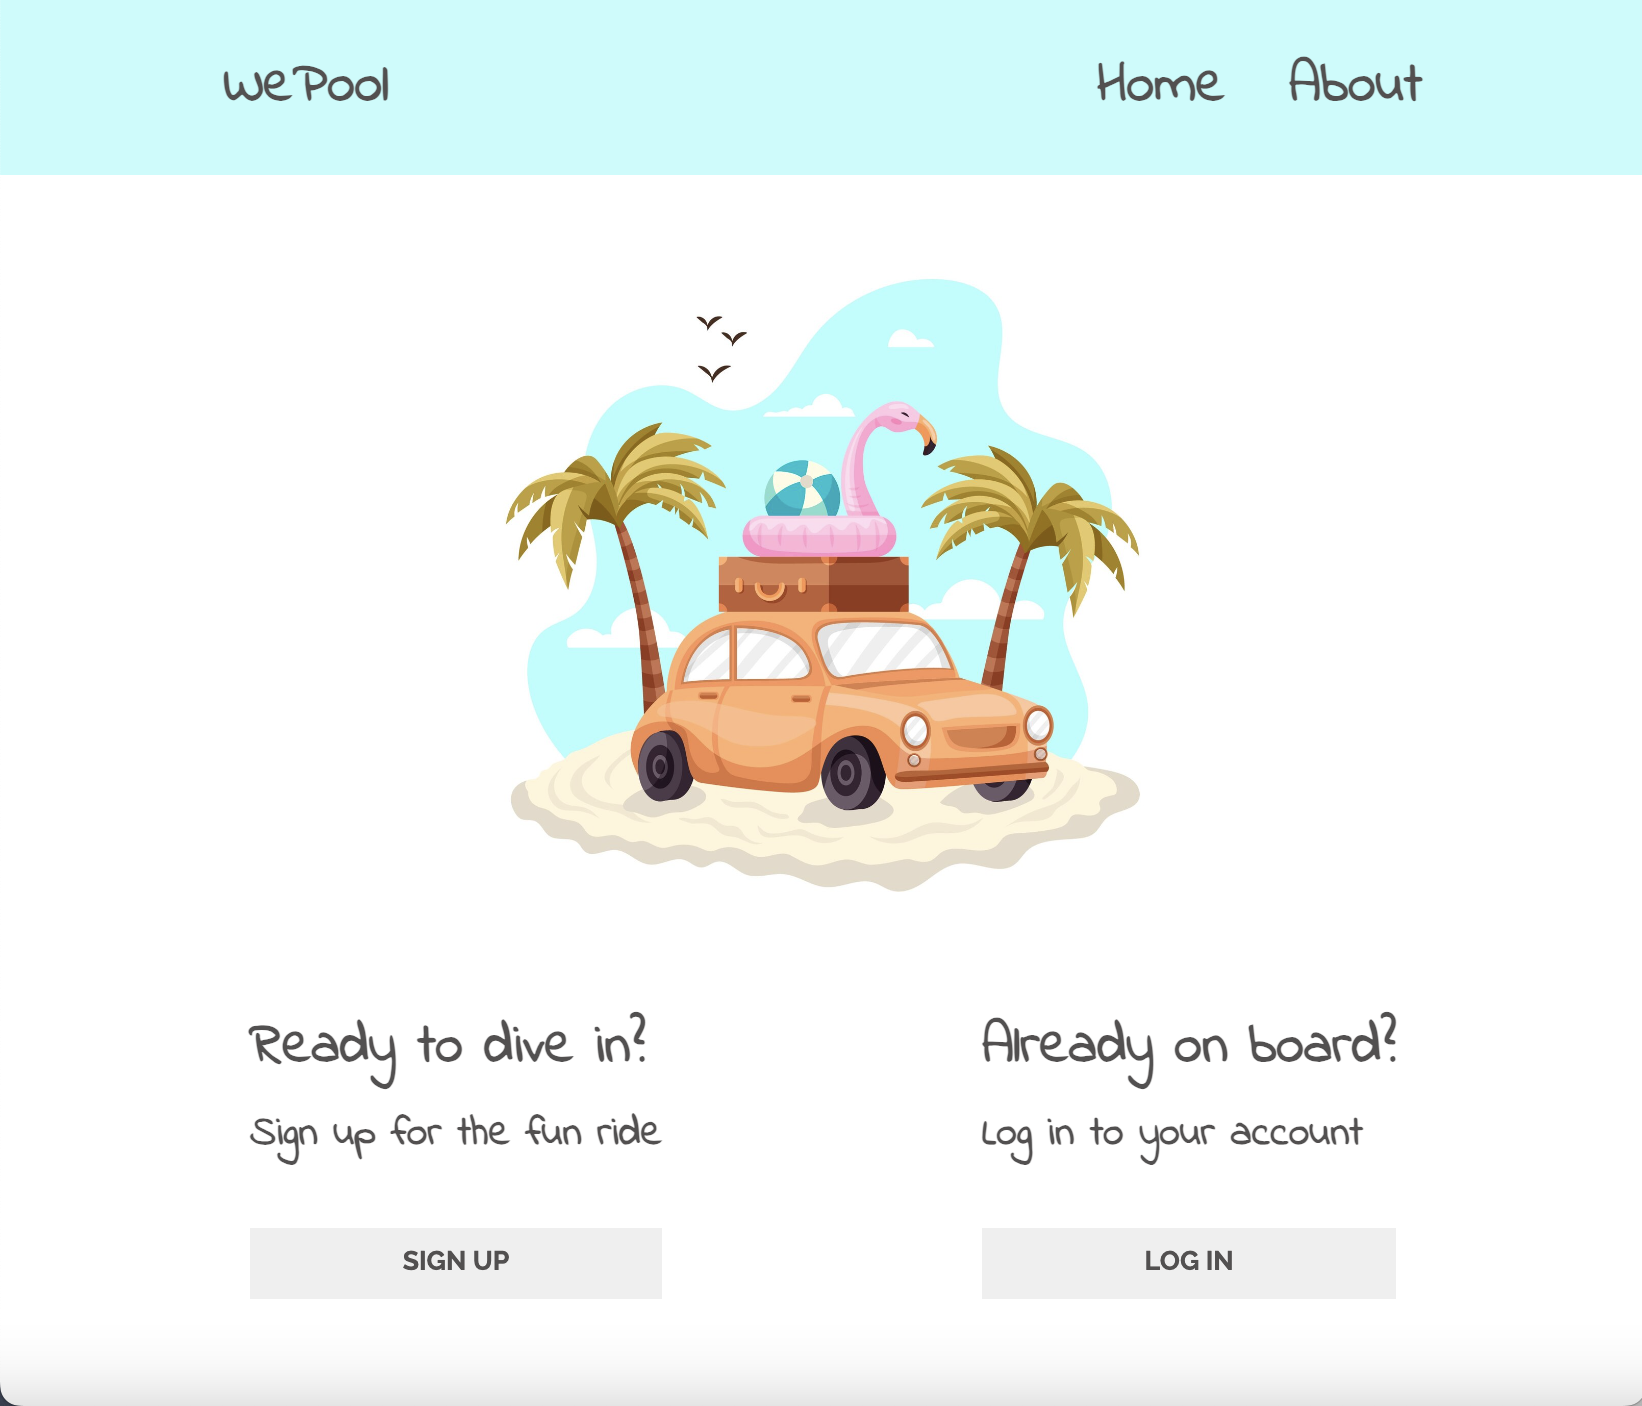 WePool
Home
About
Ready to dive in?
Sign up for the fun ride
SIGN UP
Already on board?
Log in to your account
LOG IN